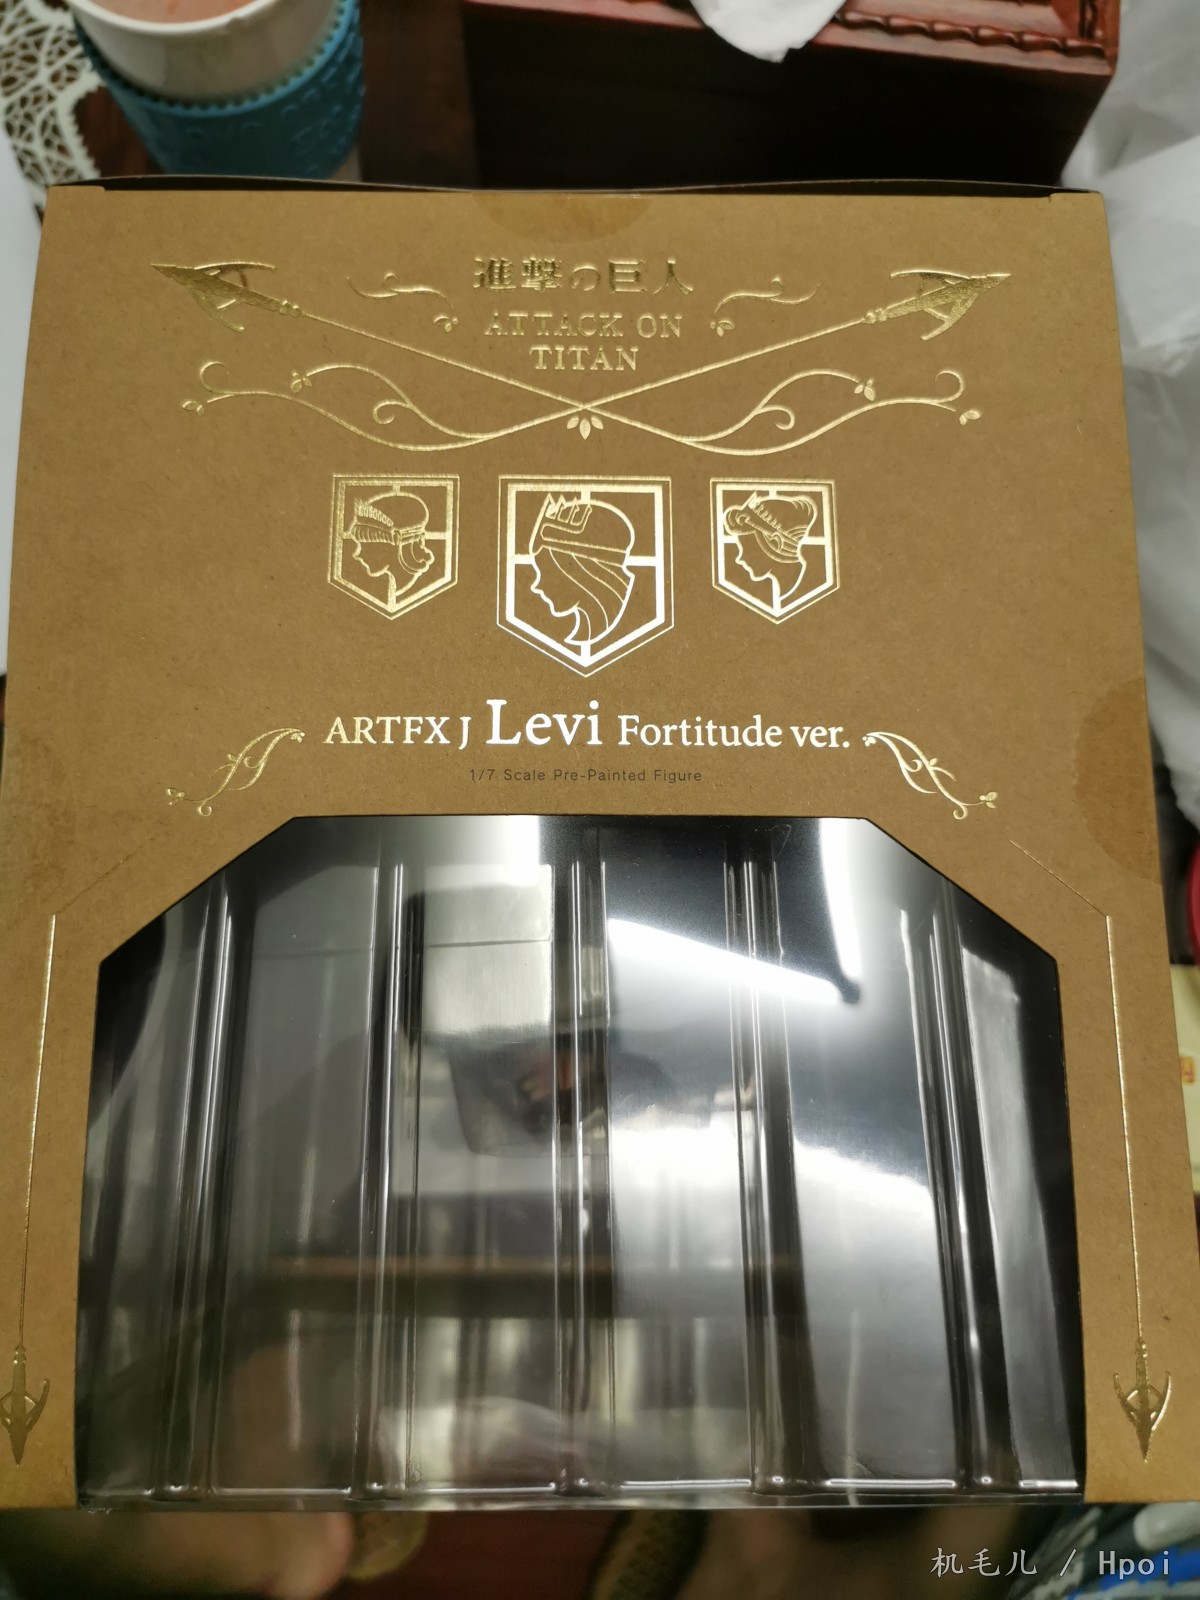 進撃の巨人
ATTACK ON
TITAN
ARTFX J Levi Fortitude ver.
1/7 Scale Pre-Painted Figure
机毛儿 / Hpoi